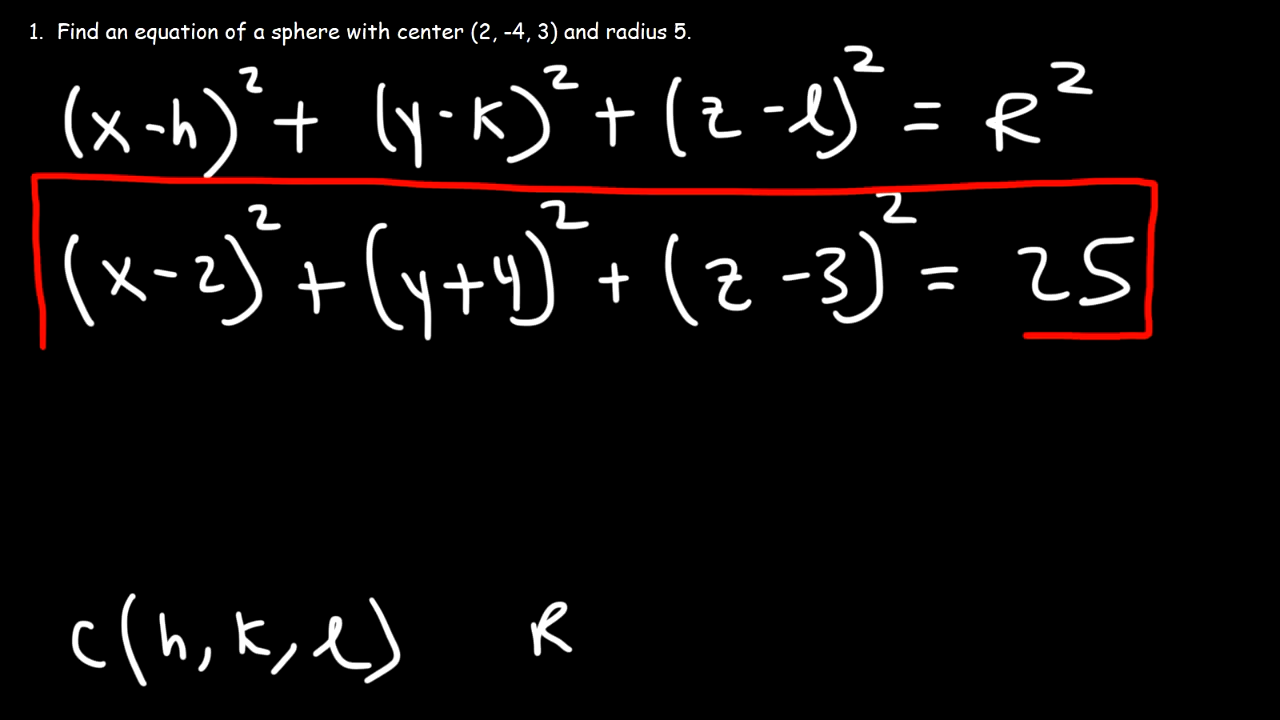 1. Find an equation of a sphere with center (2, -4, 3) and radius 5.
(x-h)² + (y-k)² + (z-l)² = R²
(x-2)² + (y+4)² + (z-3)² = 25
C(h, k, l) R